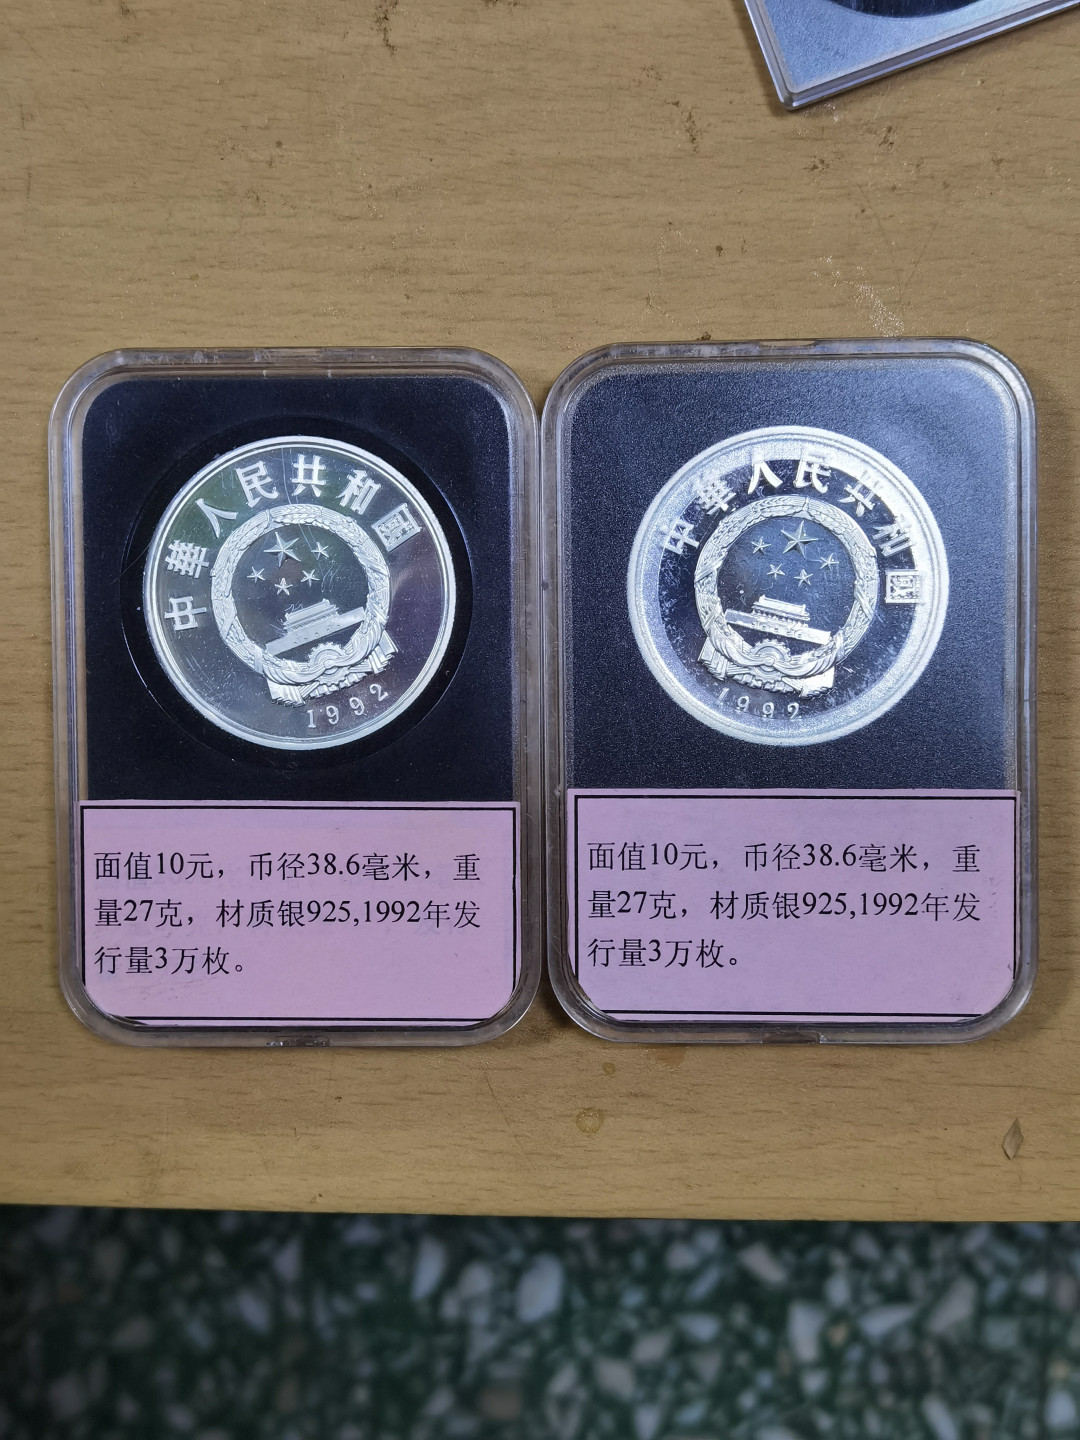 中華人民共和国
1992
面值10元，币径38.6毫米，重
量27克，材质银925,1992年发
行量3万枚。
中華人民共和國
1992
面值10元，币径38.6毫米，重
量27克，材质银925,1992年发
行量3万枚。